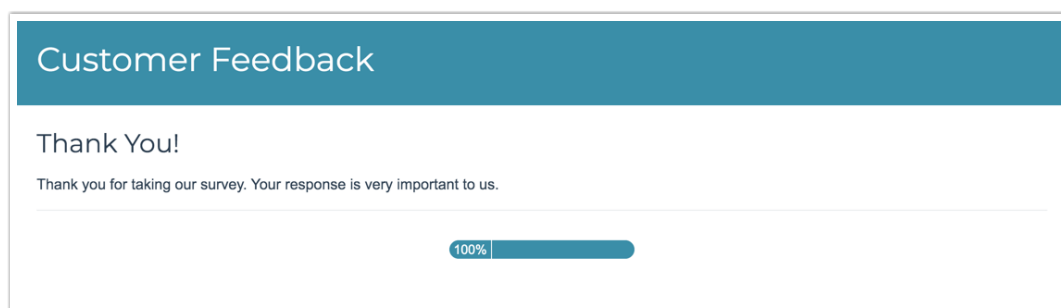 Customer Feedback
Thank You!
Thank you for taking our survey. Your response is very important to us.
100%